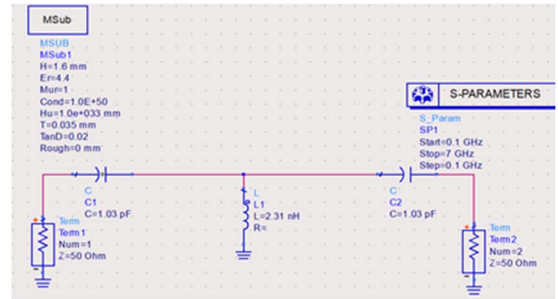 MSub
MSUB
MSub1
H=1.6 mm
Er=4.4
Mur=1
Cond=1.0E+50
Hu=1.0e+033 mm
T=0.035 mm
TanD=0.02
Rough=0 mm
S-PARAMETERS
S_Param
SP1
Start=0.1 GHz
Stop=7 GHz
Step=0.1 GHz
C
C1
C=1.03 pF
L
L1
L=2.31 nH
R=
C
C2
C=1.03 pF
Term
Term1
Num=1
Z=50 Ohm
Term
Term2
Num=2
Z=50 Ohm